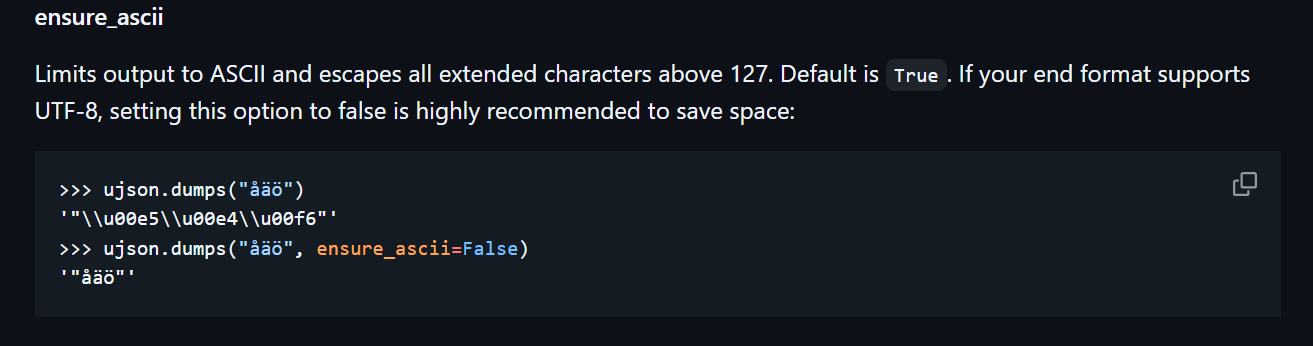 ensure_ascii
Limits output to ASCII and escapes all extended characters above 127. Default is True. If your end format supports
UTF-8, setting this option to false is highly recommended to save space:
>>> ujson.dumps("åäö")
'"\\u00e5\\u00e4\\u00f6"'
>>> ujson.dumps("åäö", ensure_ascii=False)
'"åäö"'